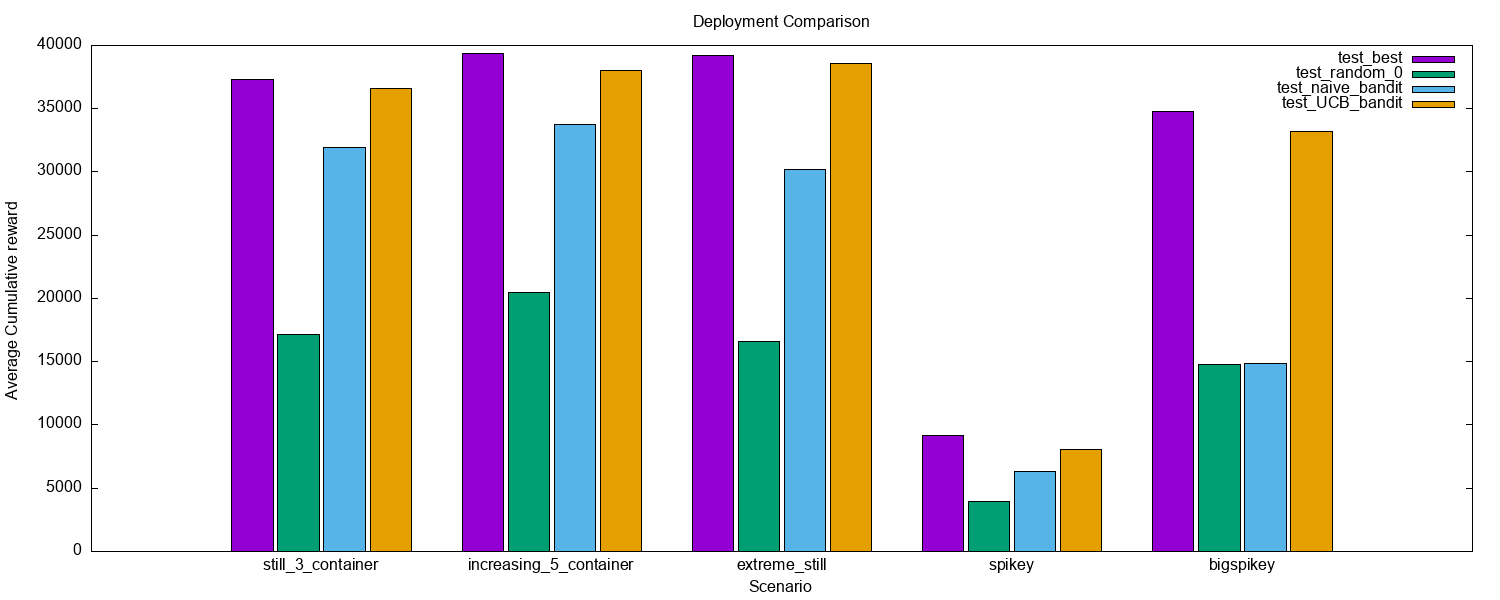 Deployment Comparison
test_best
test_random_0
test_naive_bandit
test_UCB_bandit
40000
35000
30000
25000
20000
15000
10000
5000
0
Average Cumulative reward
still_3_container increasing_5_container extreme_still spikey bigspikey
Scenario